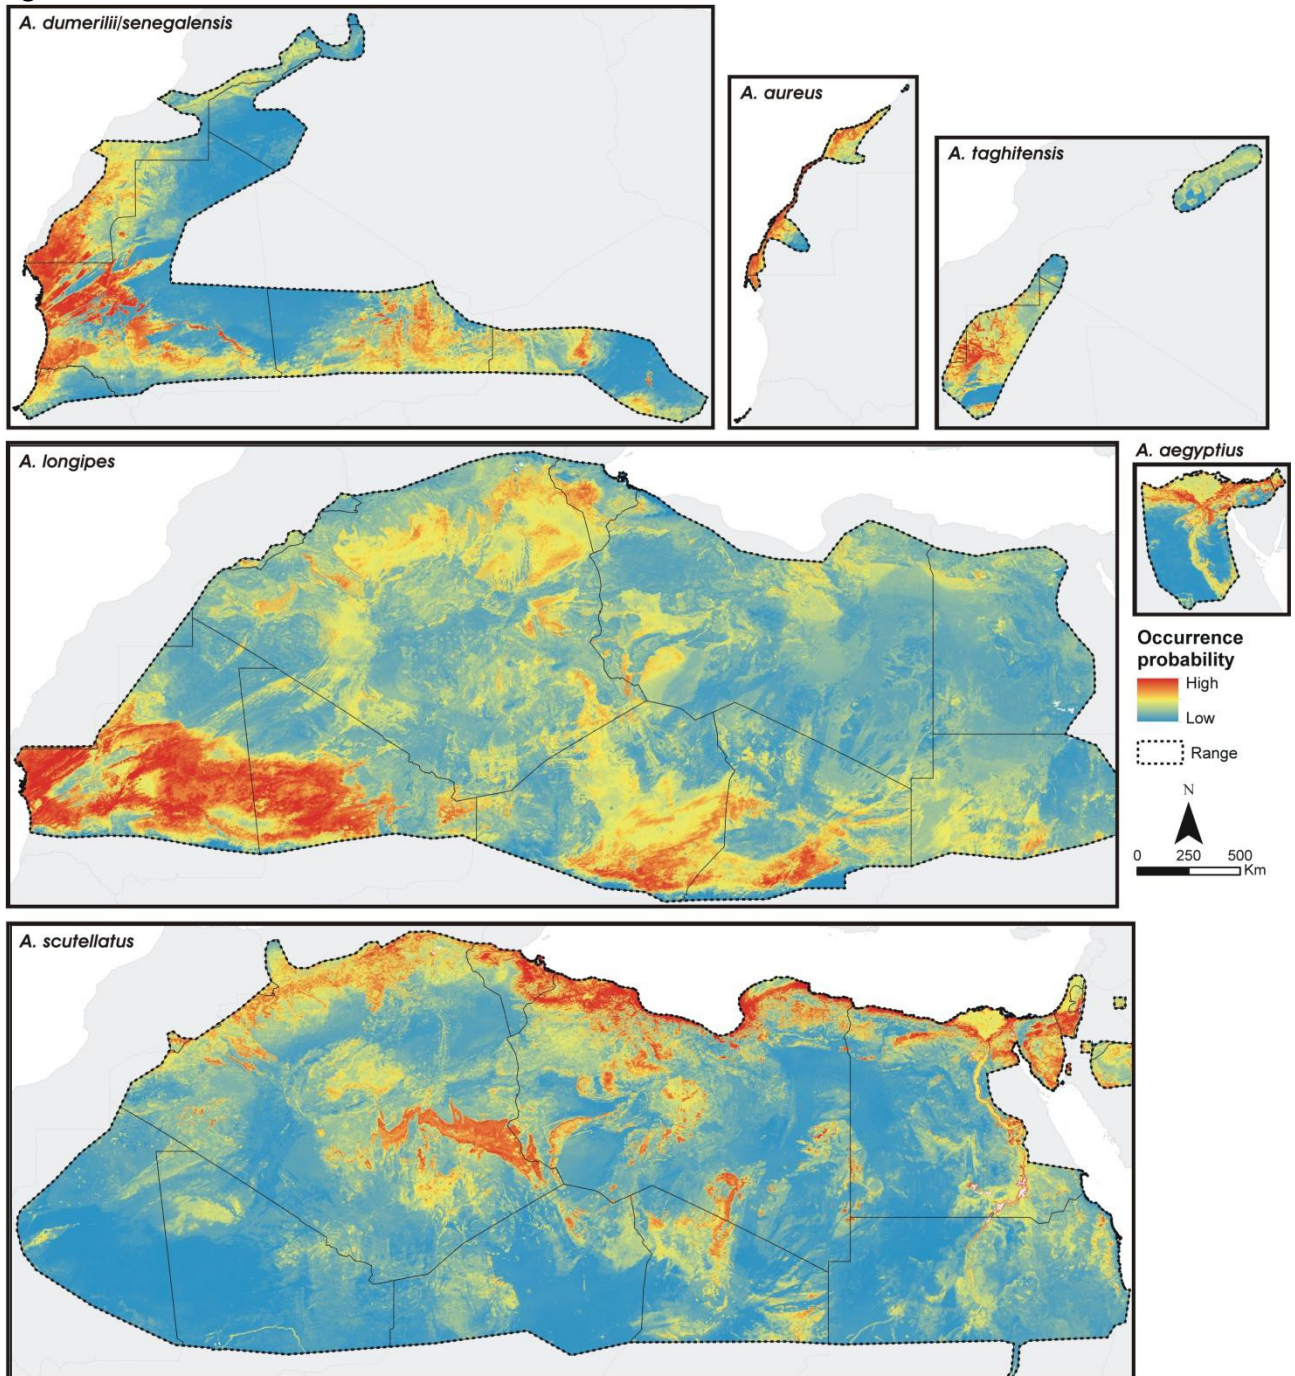 A. dumerilii/senegalensis
A. aureus
A. taghitensis
A. longipes
A. aegyptius
Occurrence
probability
High
Low
Range
N
0 250 500
Km
A. scutellatus